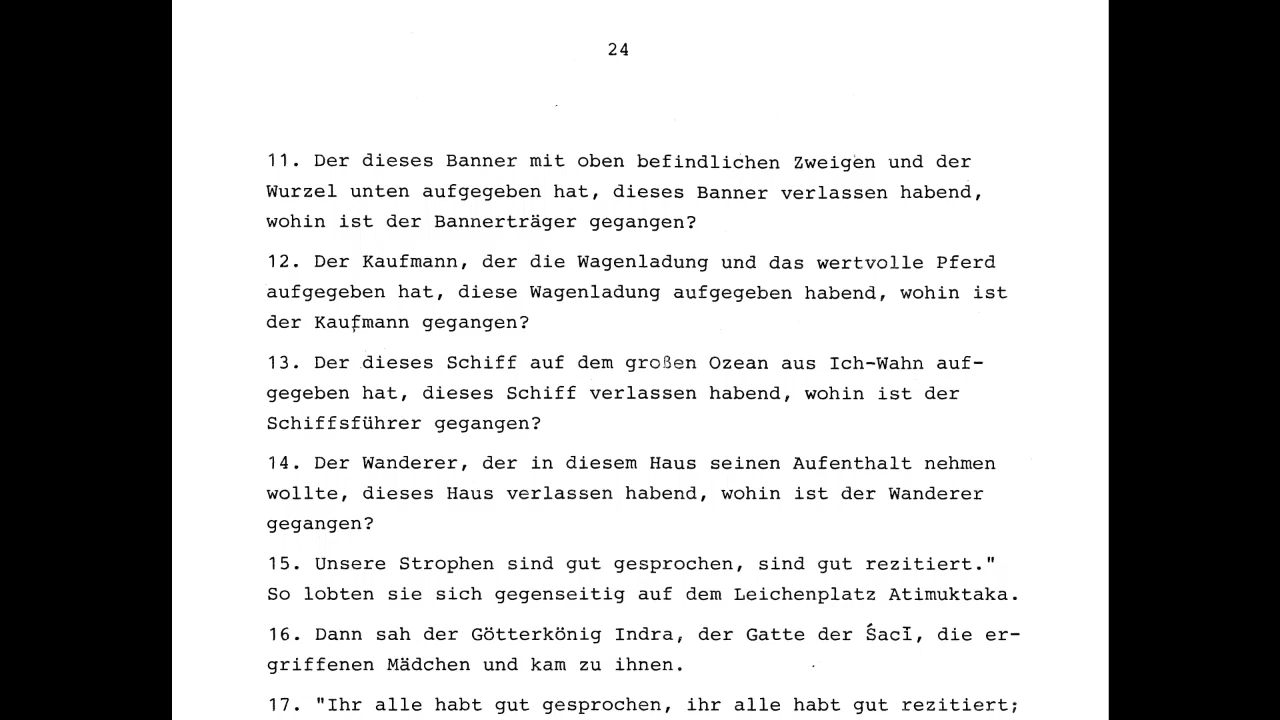 24
11. Der dieses Banner mit oben befindlichen Zweigen und der
Wurzel unten aufgegeben hat, dieses Banner verlassen habend,
wohin ist der Bannerträger gegangen?
12. Der Kaufmann, der die Wagenladung und das wertvolle Pferd
aufgegeben hat, diese Wagenladung aufgegeben habend, wohin ist
der Kaufmann gegangen?
13. Der dieses Schiff auf dem großen Ozean aus Ich-Wahn auf-
gegeben hat, dieses Schiff verlassen habend, wohin ist der
Schiffsführer gegangen?
14. Der Wanderer, der in diesem Haus seinen Aufenthalt nehmen
wollte, dieses Haus verlassen habend, wohin ist der Wanderer
gegangen?
15. Unsere Strophen sind gut gesprochen, sind gut rezitiert."
So lobten sie sich gegenseitig auf dem Leichenplatz Atimuktaka.
16. Dann sah der Götterkönig Indra, der Gatte der Śacī, die er-
griffenen Mädchen und kam zu ihnen.
17. "Ihr alle habt gut gesprochen, ihr alle habt gut rezitiert;